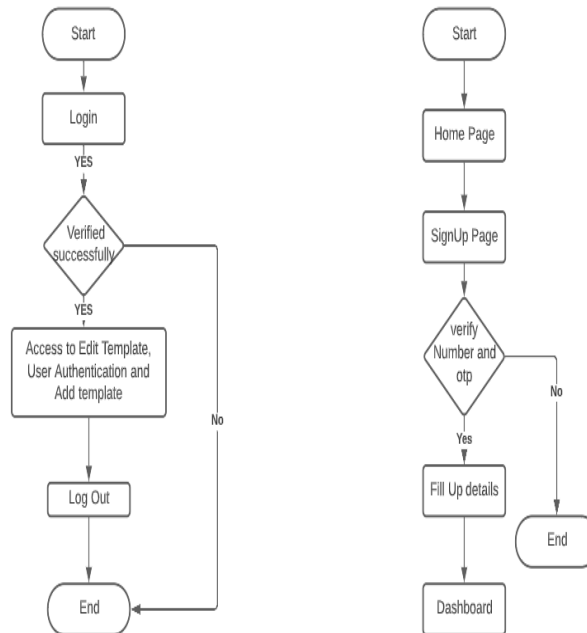 Start
Login
YES
Verified
successfully
YES
Access to Edit Template,
User Authentication and
Add template
No
Log Out
End
Start
Home Page
SignUp Page
verify
Number and
otp
No
Yes
Fill Up details
End
Dashboard